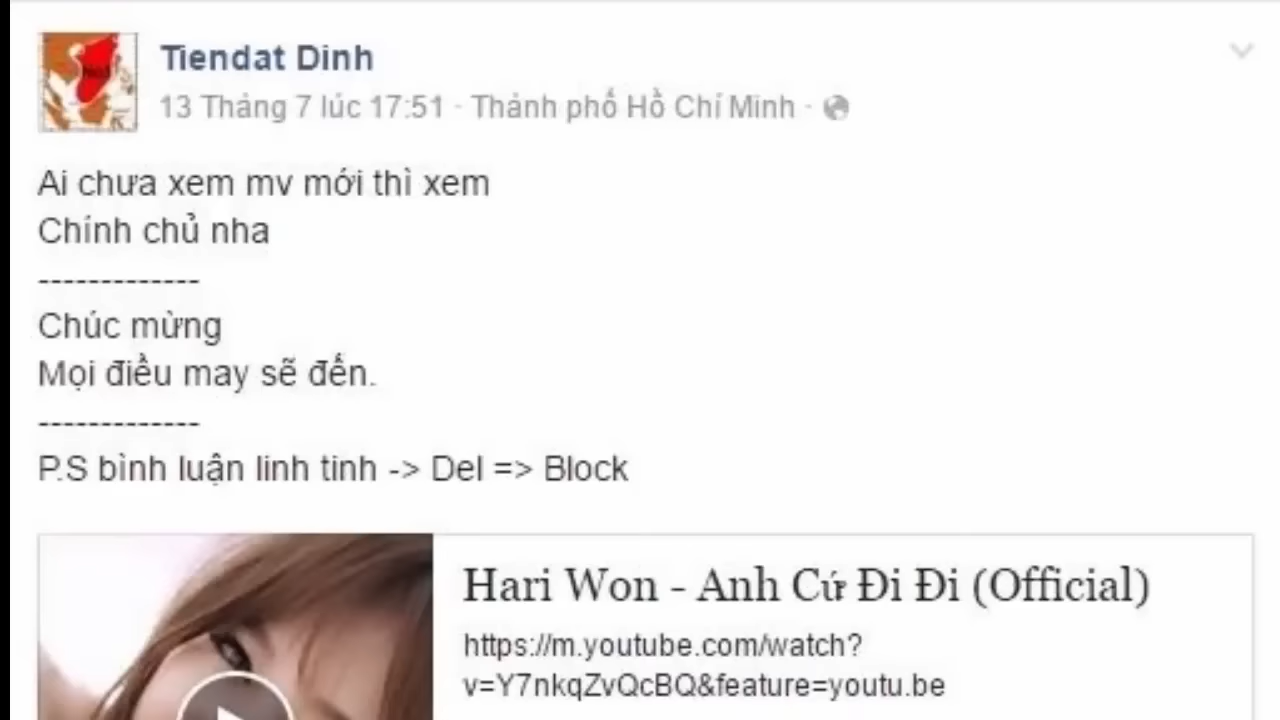 Tiendat Dinh
13 Tháng 7 lúc 17:51 · Thành phố Hồ Chí Minh ·
Ai chưa xem mv mới thì xem
Chính chủ nha
-------------
Chúc mừng
Mọi điều may sẽ đến.
-------------
P.S bình luận linh tinh -> Del => Block
Hari Won - Anh Cứ Đi Đi (Official)
https://m.youtube.com/watch?
v=Y7nkqZvQcBQ&feature=youtu.be